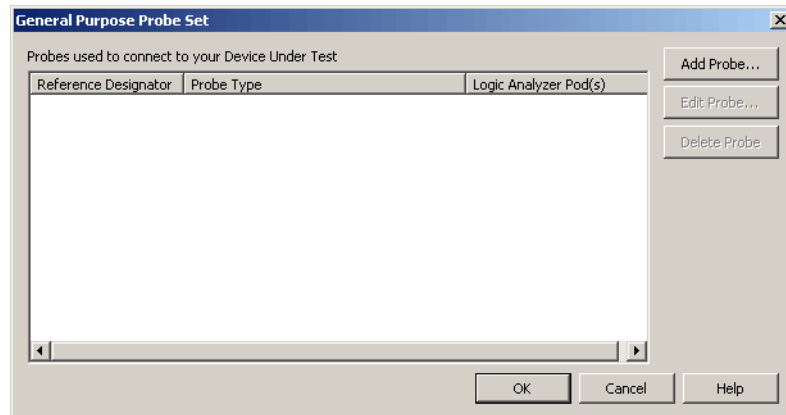 General Purpose Probe Set
Probes used to connect to your Device Under Test
Add Probe...
Reference Designator Probe Type Logic Analyzer Pod(s)
Edit Probe...
Delete Probe
OK Cancel Help